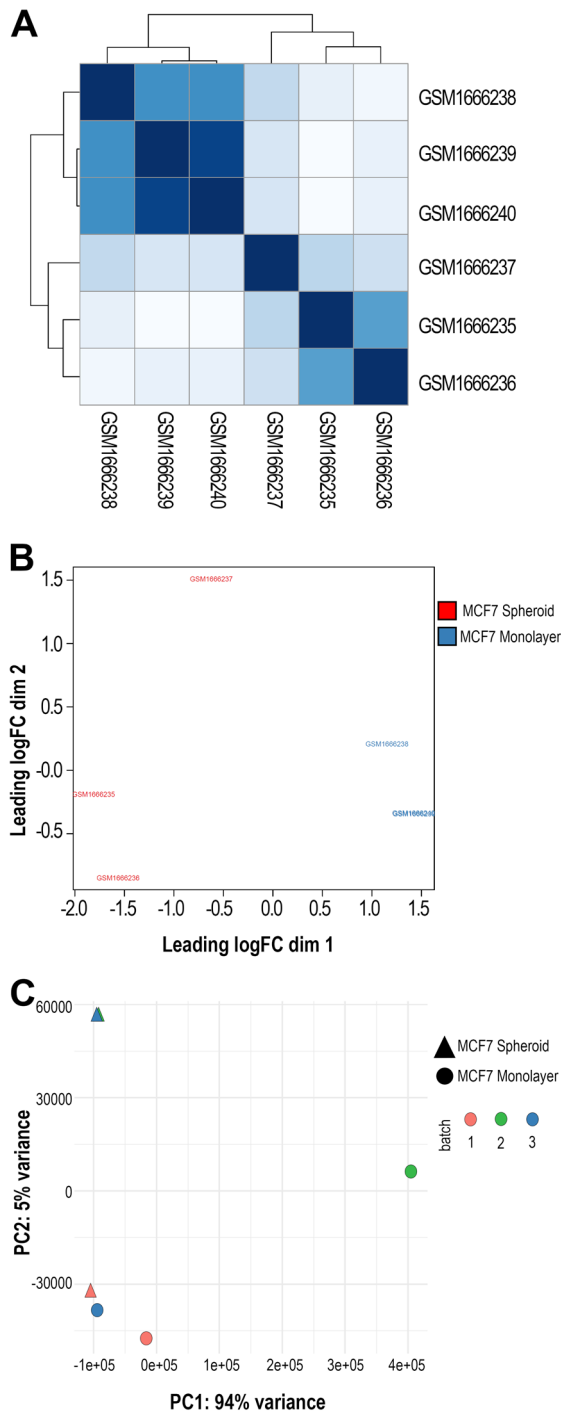 A
GSM1666238
GSM1666239
GSM1666240
GSM1666237
GSM1666235
GSM1666236
GSM1666238
GSM1666239
GSM1666240
GSM1666237
GSM1666235
GSM1666236
B
1.5
1.0
0.5
-0.0
-0.5
Leading logFC dim 2
GSM1666237
GSM1666238
GSM1666235
GSM1666236
MCF7 Spheroid
MCF7 Monolayer
-2.0 -1.5 -1.0 -0.5 0.0 0.5 1.0 1.5
Leading logFC dim 1
C
60000
30000
0
-30000
PC2: 5% variance
MCF7 Spheroid
MCF7 Monolayer
batch
1 2 3
-1e+05 0e+05 1e+05 2e+05 3e+05 4e+05
PC1: 94% variance